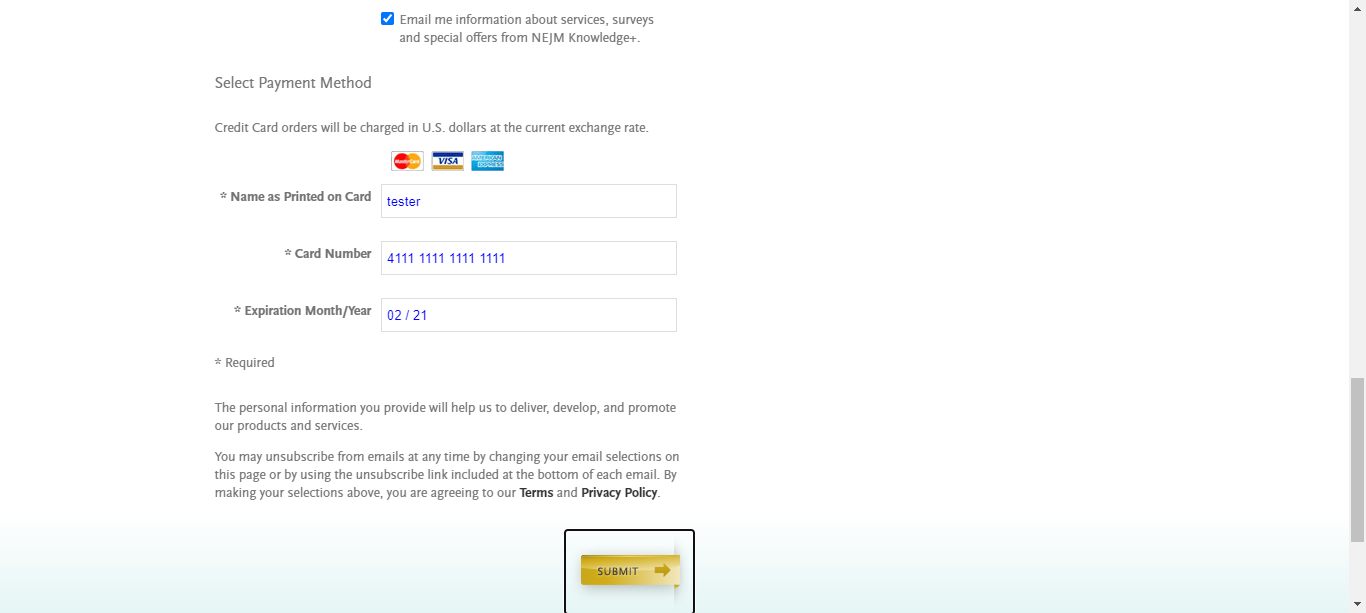 Email me information about services, surveys
and special offers from NEJM Knowledge+.
Select Payment Method
Credit Card orders will be charged in U.S. dollars at the current exchange rate.
MasterCard VISA AMERICAN EXPRESS
* Name as Printed on Card tester
* Card Number 4111 1111 1111 1111
* Expiration Month/Year 02 / 21
* Required
The personal information you provide will help us to deliver, develop, and promote
our products and services.
You may unsubscribe from emails at any time by changing your email selections on
this page or by using the unsubscribe link included at the bottom of each email. By
making your selections above, you are agreeing to our Terms and Privacy Policy.
SUBMIT